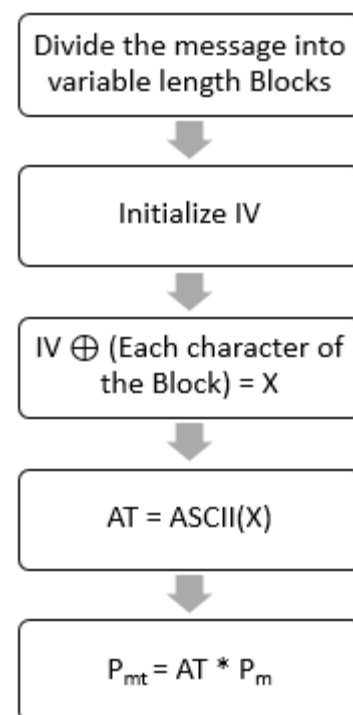 Divide the message into
variable length Blocks
Initialize IV
IV ⊕ (Each character of
the Block) = X
AT = ASCII(X)
Pmt = AT * Pm